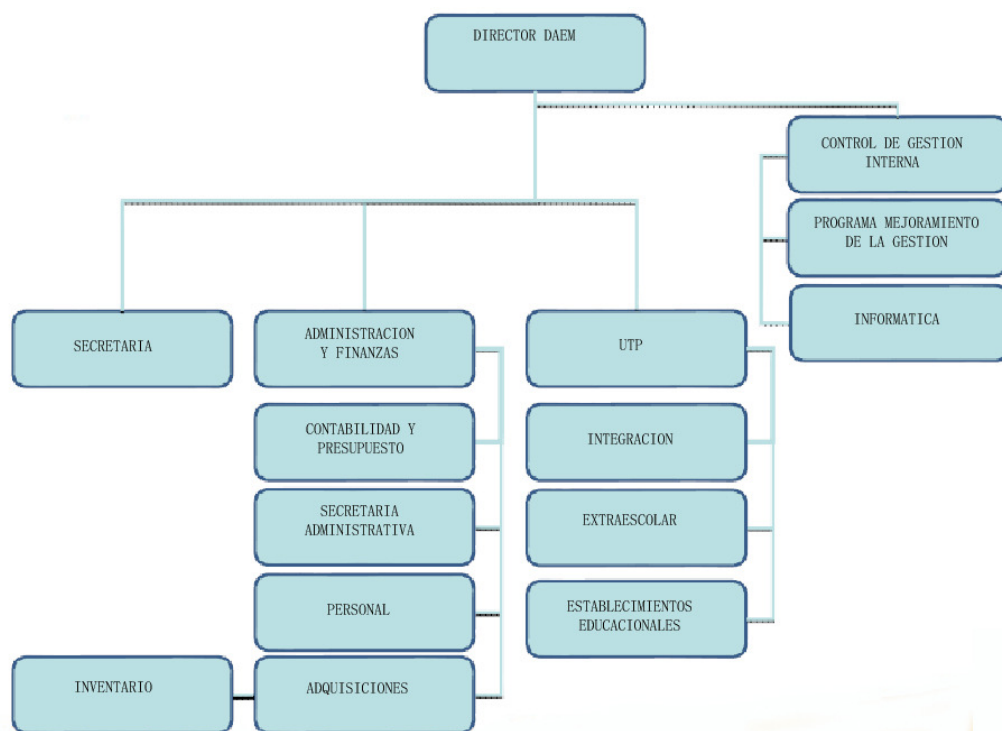 DIRECTOR DAEM
CONTROL DE GESTION
INTERNA
PROGRAMA MEJORAMIENTO
DE LA GESTION
INFORMATICA
SECRETARIA
ADMINISTRACION
Y FINANZAS
UTP
CONTABILIDAD Y
PRESUPUESTO
INTEGRACION
SECRETARIA
ADMINISTRATIVA
EXTRAESCOLAR
PERSONAL
ESTABLECIMIENTOS
EDUCACIONALES
INVENTARIO
ADQUISICIONES